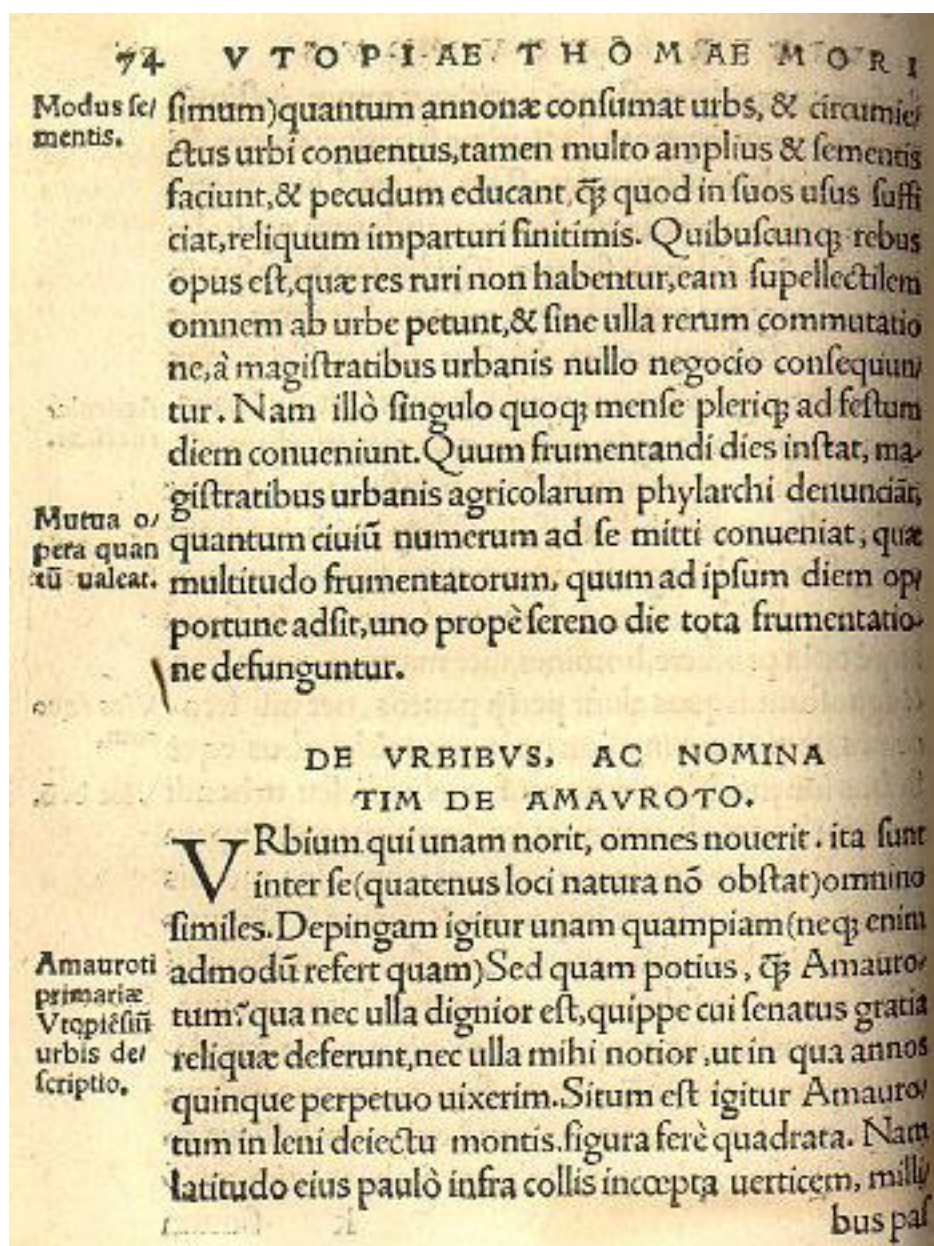 74 VTOPIAE THOMAE MORI
Modus ſe/
mentis.
ſimum)quantum annonæ conſumat urbs, & circumie/
ctus urbi conuentus,tamen multo amplius & ſementis
faciunt,& pecudum educant,q̃ꝫ quod in ſuos uſus ſuffi
ciat,reliquum imparturi finitimis. Quibuſcunqꝫ rebus
opus eſt,quæ res ruri non habentur,eam ſupellectilem
omnem ab urbe petunt,& ſine ulla rerum commutatio
ne,à magiſtratibus urbanis nullo negocio conſequun/
tur. Nam illò ſingulo quoqꝫ menſe pleriqꝫ ad feſtum
diem conueniunt.Quum frumentandi dies inſtat, ma-
giſtratibus urbanis agricolarum phylarchi denunciãt,
Mutua o/
pera quan
tũ ualeat.
quantum ciuiũ numerum ad ſe mitti conueniat, quæ
multitudo frumentatorum, quum ad ipſum diem op/
portune adſit,uno propè ſereno die tota frumentatio-
ne defunguntur.
DE VRBIBVS, AC NOMINA
TIM DE AMAVROTO.
VRbium qui unam norit, omnes nouerit. ita ſunt
inter ſe(quatenus loci natura nõ obſtat)omnino
ſimiles.Depingam igitur unam quampiam(neqꝫ enim
Amauroti
primariæ
Vtopiẽſiũ
urbis de/
ſcriptio.
admodũ refert quam)Sed quam potius, q̃ꝫ Amauro/
tum?qua nec ulla dignior eſt,quippe cui ſenatus gratia
reliquæ deferunt,nec ulla mihi notior,ut in qua annos
quinque perpetuo uixerim.Situm eſt igitur Amauro/
tum in leni deiectu montis.figura ferè quadrata. Nam
latitudo eius paulò infra collis incœpta uerticem, milli/
bus paſ